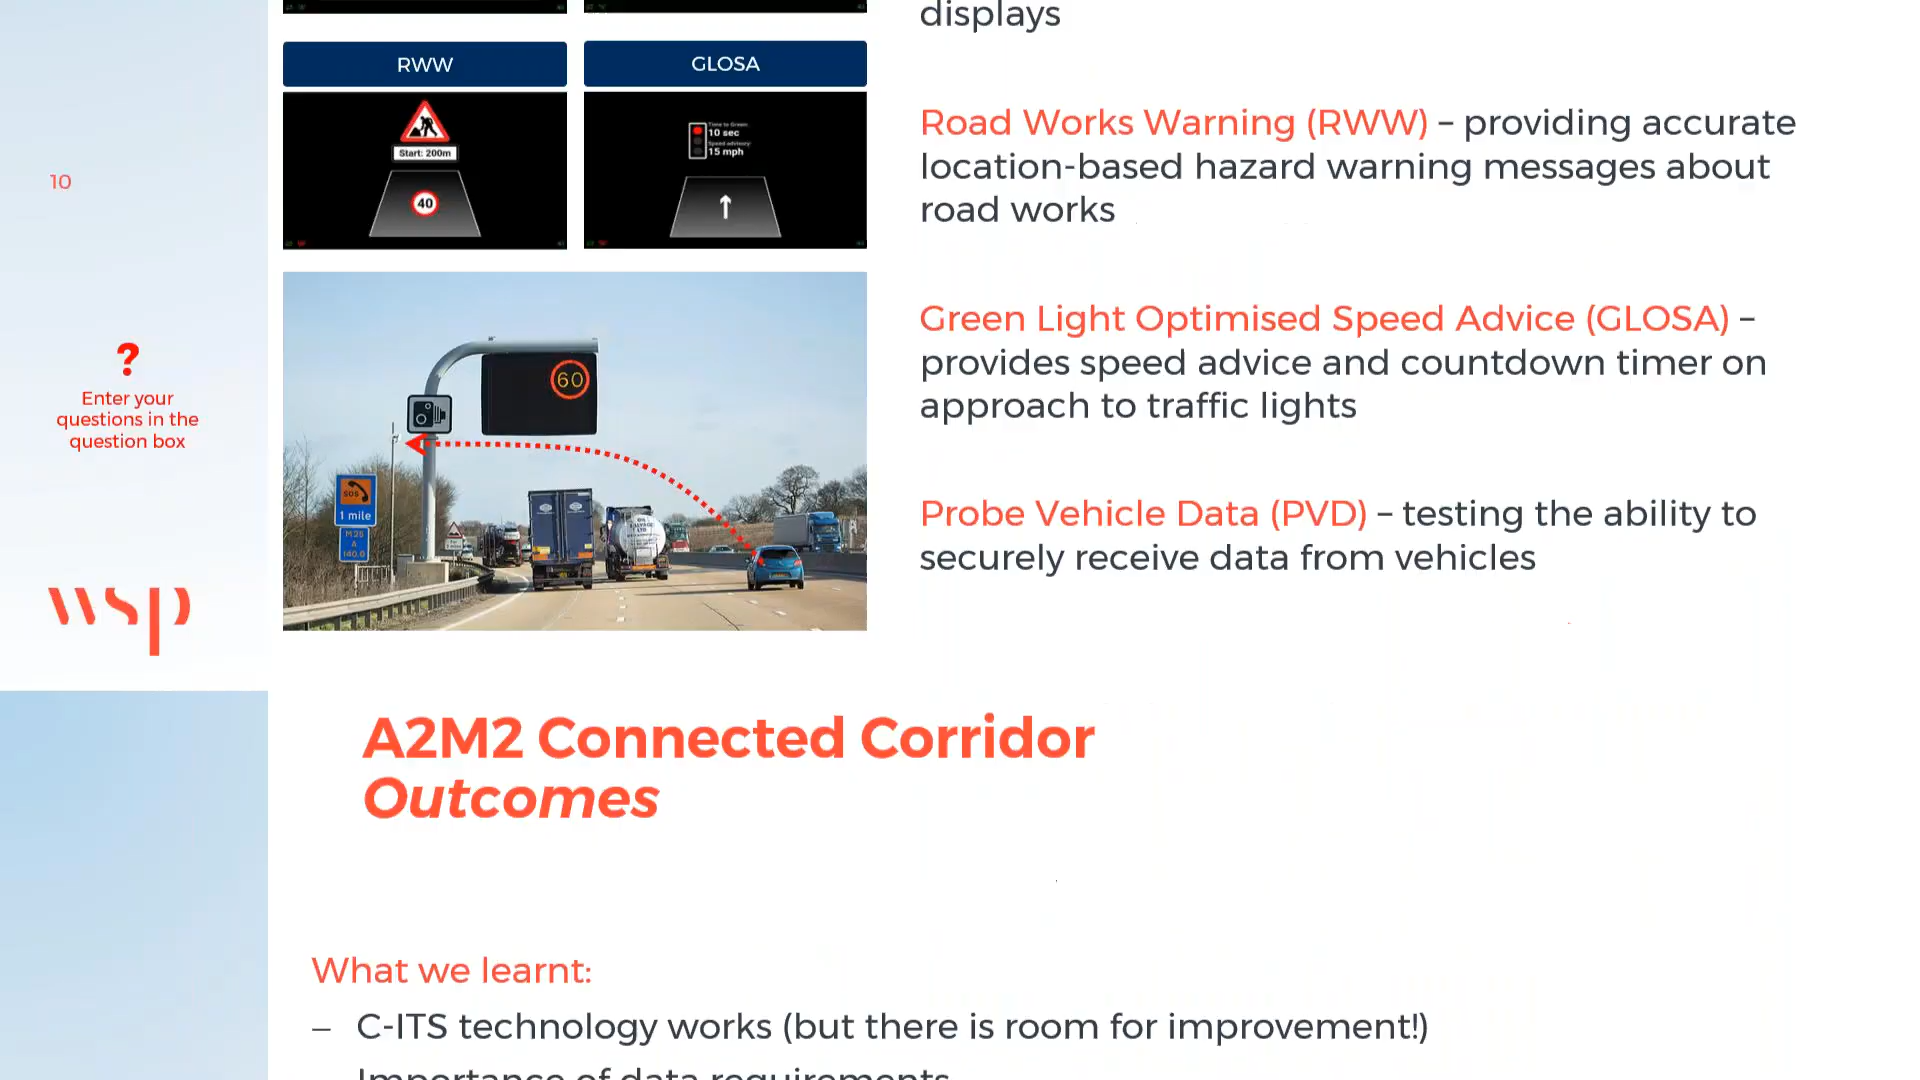 displays
RWW
GLOSA
Start: 200m
40
Time to Green:
10 sec
Speed advisory:
15 mph
Road Works Warning (RWW) – providing accurate
location-based hazard warning messages about
road works
10
Green Light Optimised Speed Advice (GLOSA) –
provides speed advice and countdown timer on
approach to traffic lights
?
Enter your
questions in the
question box
60
SOS
1 mile
M25
A
140.0
Probe Vehicle Data (PVD) – testing the ability to
securely receive data from vehicles
wsp
A2M2 Connected Corridor
Outcomes
What we learnt:
– C-ITS technology works (but there is room for improvement!)
Importance of data requirements